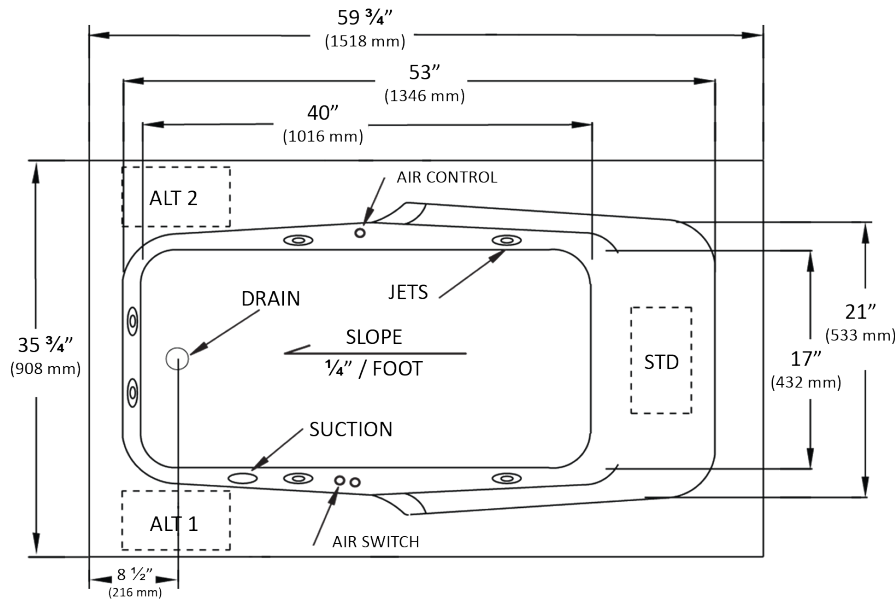 59 ¾”
(1518 mm)
53”
(1346 mm)
40”
(1016 mm)
AIR CONTROL
ALT 2
DRAIN
JETS
21”
(533 mm)
35 ¾”
(908 mm)
SLOPE
¼” / FOOT
STD
17”
(432 mm)
SUCTION
ALT 1
AIR SWITCH
8 ½”
(216 mm)